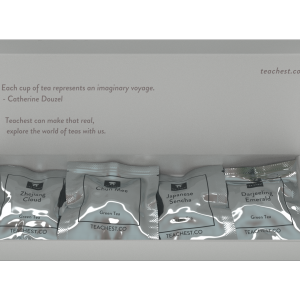 teachest.co
Each cup of tea represents an imaginary voyage.
- Catherine Douzel
Teachest can make that real,
explore the world of teas with us.
Zhejiang
Cloud
Green Tea
TEACHEST.CO
Chun Mee
TEACHEST.CO
Japanese
Sencha
Green Tea
TEACHEST.CO
Darjeeling
Emerald
Green Tea
TEACHEST.CO